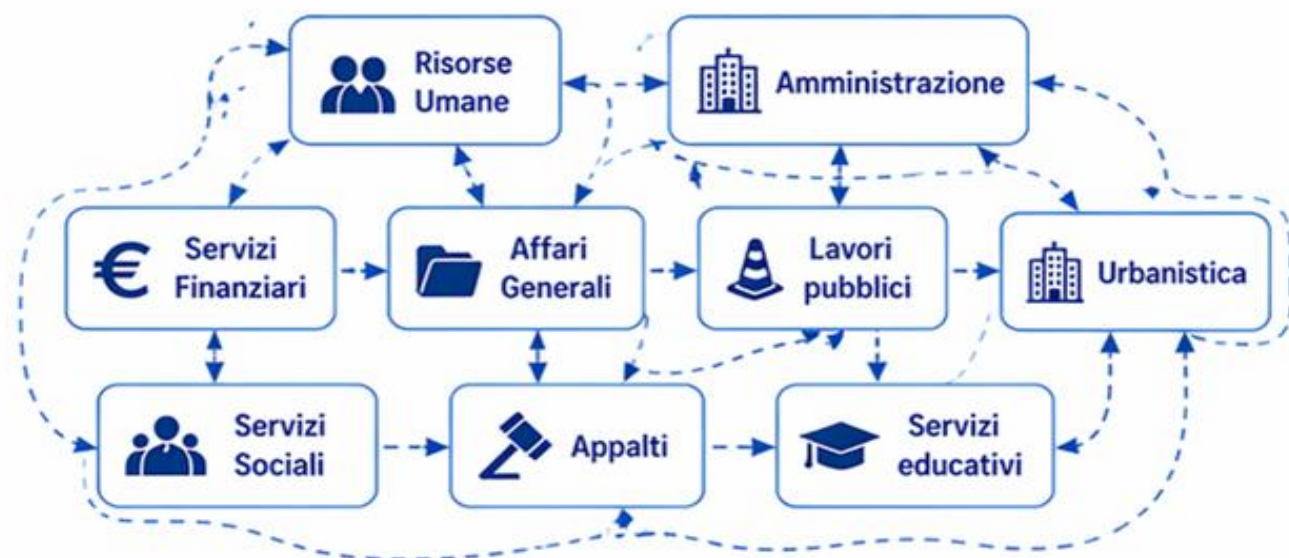 Risorse
Umane
Amministrazione
€
Servizi
Finanziari
Affari
Generali
Lavori
pubblici
Urbanistica
Servizi
Sociali
Appalti
Servizi
educativi